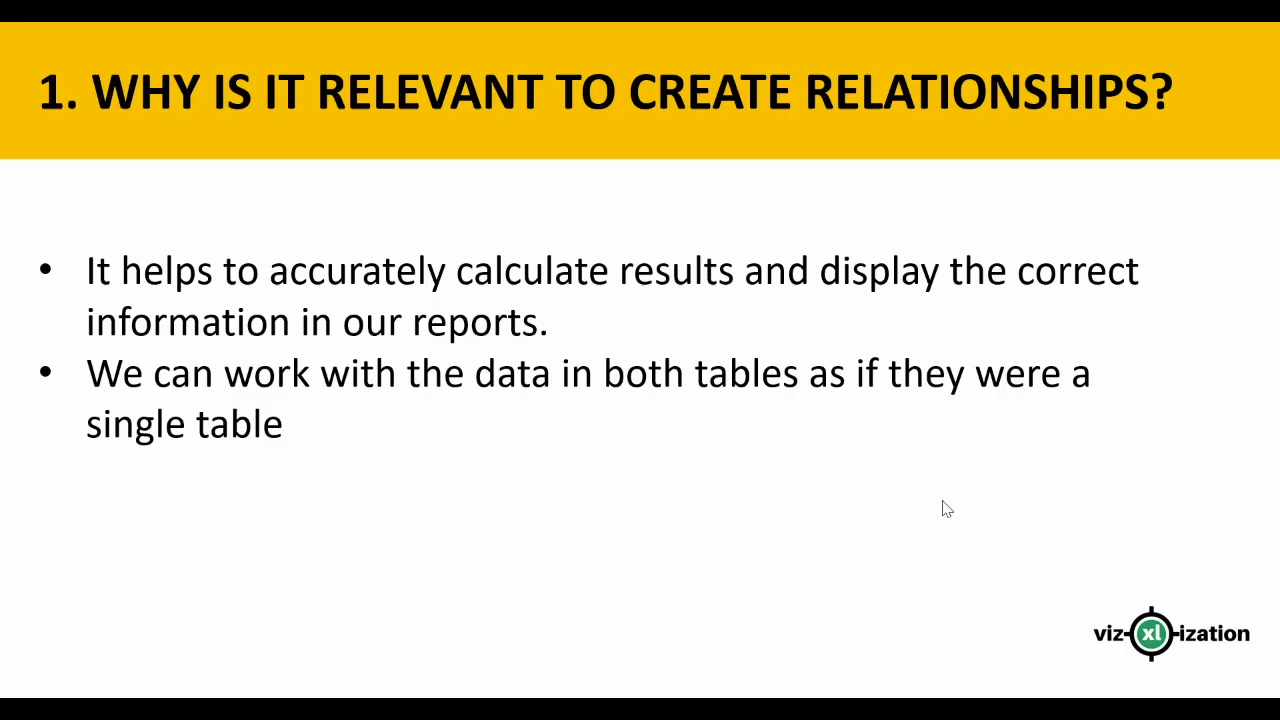 1. WHY IS IT RELEVANT TO CREATE RELATIONSHIPS?
• It helps to accurately calculate results and display the correct
information in our reports.
• We can work with the data in both tables as if they were a
single table
viz xl ization